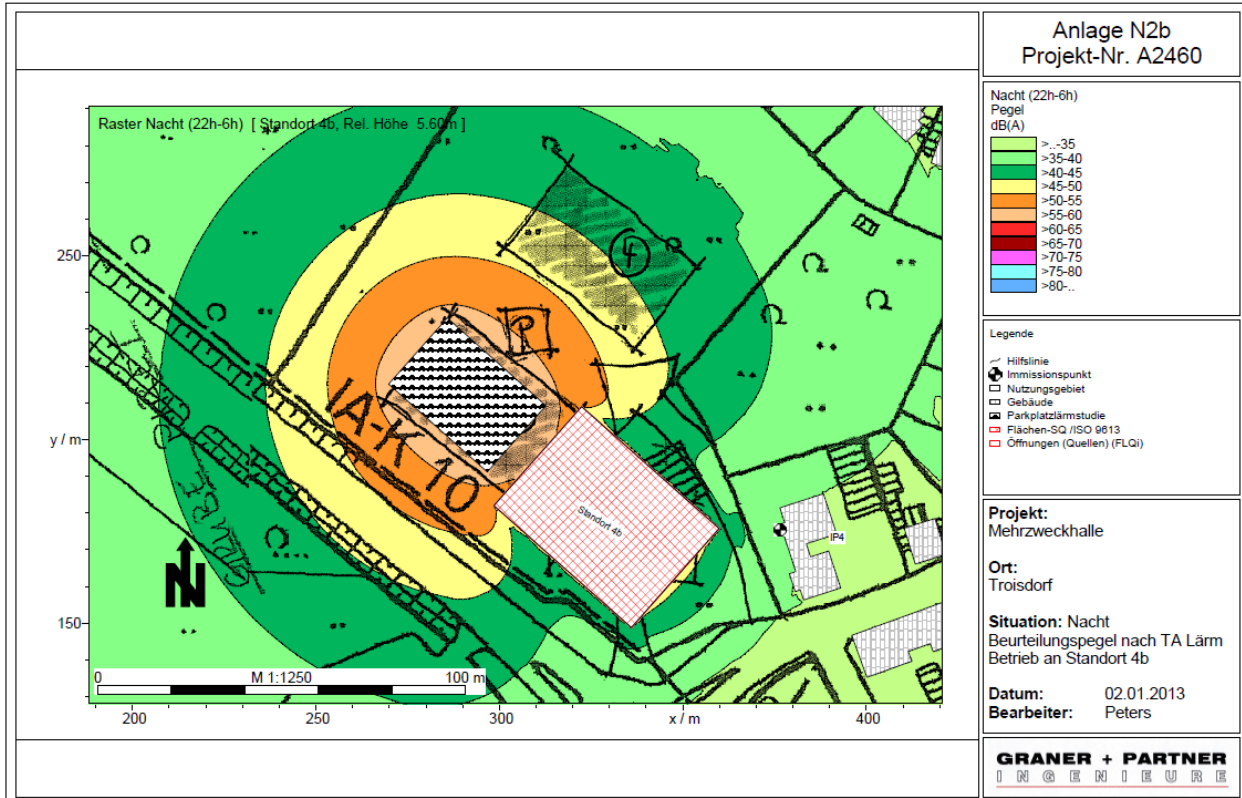 Anlage N2b
Projekt-Nr. A2460
Raster Nacht (22h-6h) [ Standort 4b, Rel. Höhe 5.60m ]
Nacht (22h-6h)
Pegel
dB(A)
>..-35
>35-40
>40-45
>45-50
>50-55
>55-60
>60-65
>65-70
>70-75
>75-80
>80-..
Legende
Hilfslinie
Immissionspunkt
Nutzungsgebiet
Gebäude
Parkplatzlärmstudie
Flächen-SQ /ISO 9613
Öffnungen (Quellen) (FLQi)
250
y / m
150
4
P
IA-K 10
Standort 4b
IP4
N
0
M 1:1250
100 m
200
250
300
x / m
400
Projekt:
Mehrzweckhalle
Ort:
Troisdorf
Situation: Nacht
Beurteilungspegel nach TA Lärm
Betrieb an Standort 4b
Datum: 02.01.2013
Bearbeiter: Peters
GRANER + PARTNER
INGENIEURE